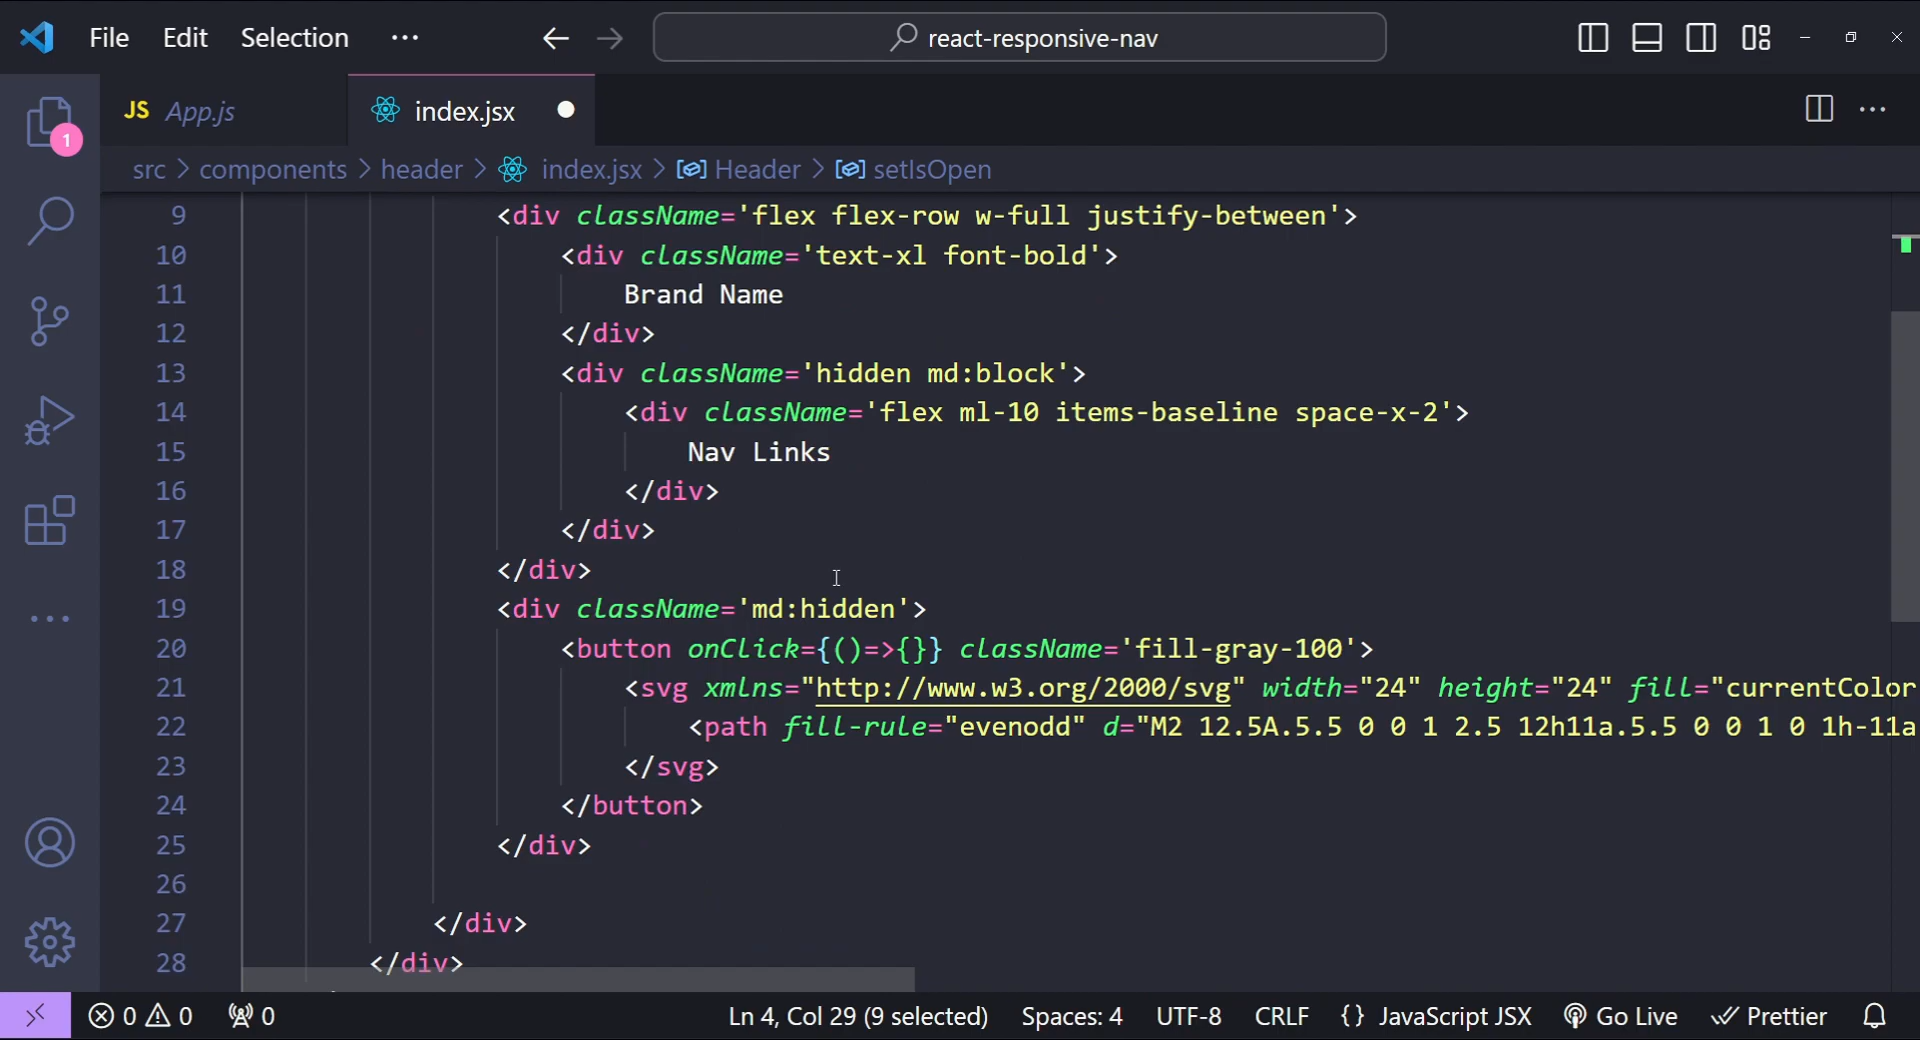 File Edit Selection ··· react-responsive-nav
JS App.js index.jsx
1
src > components > header > index.jsx > Header > setIsOpen
9 <div className='flex flex-row w-full justify-between'>
10 <div className='text-xl font-bold'>
11 Brand Name
12 </div>
13 <div className='hidden md:block'>
14 <div className='flex ml-10 items-baseline space-x-2'>
15 Nav Links
16 </div>
17 </div>
18 </div>
19 <div className='md:hidden'>
20 <button onClick={()=>{}} className='fill-gray-100'>
21 <svg xmlns="http://www.w3.org/2000/svg" width="24" height="24" fill="currentColor
22 <path fill-rule="evenodd" d="M2 12.5A.5.5 0 0 1 2.5 12h11a.5.5 0 0 1 0 1h-11a
23 </svg>
24 </button>
25 </div>
26
27 </div>
28 </div>
0 0 0 Ln 4, Col 29 (9 selected) Spaces: 4 UTF-8 CRLF {} JavaScript JSX Go Live Prettier